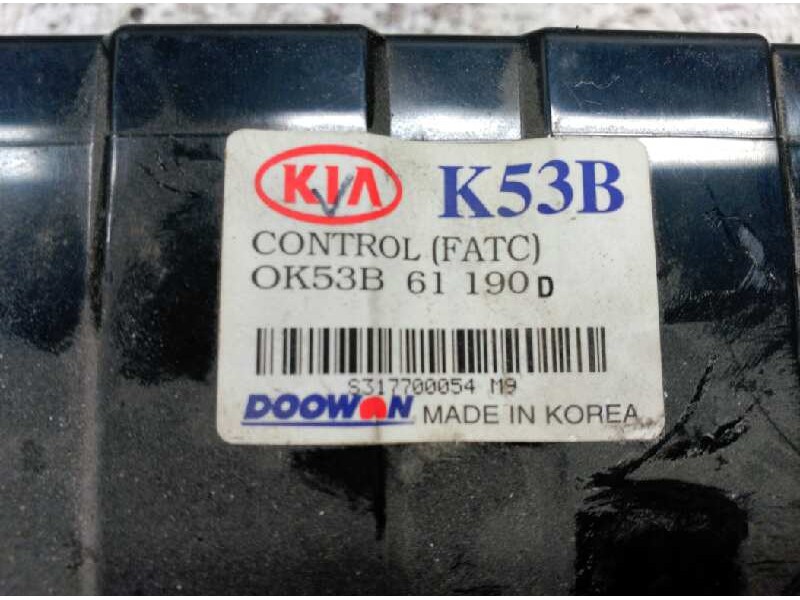 KIA K53B
CONTROL (FATC)
OK53B 61 190 D
S317700054 M9
DOOWON MADE IN KOREA